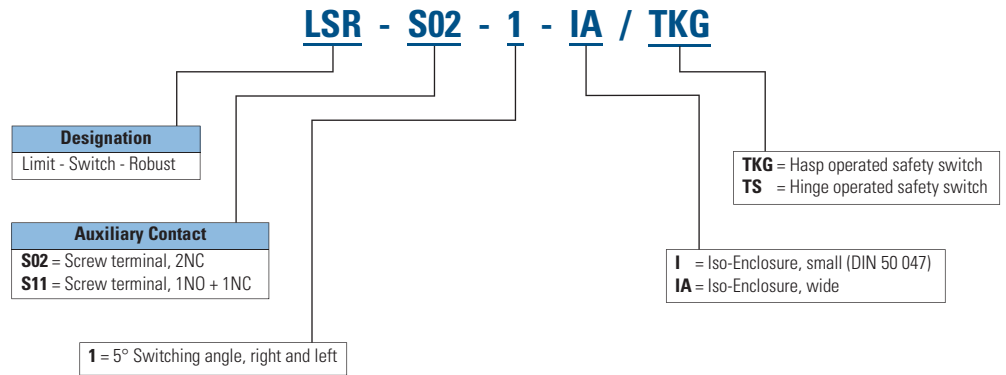 LSR - S02 - 1 - IA / TKG
Designation
Limit - Switch - Robust
Auxiliary Contact
S02 = Screw terminal, 2NC
S11 = Screw terminal, 1NO + 1NC
1 = 5° Switching angle, right and left
TKG = Hasp operated safety switch
TS = Hinge operated safety switch
I = Iso-Enclosure, small (DIN 50 047)
IA = Iso-Enclosure, wide